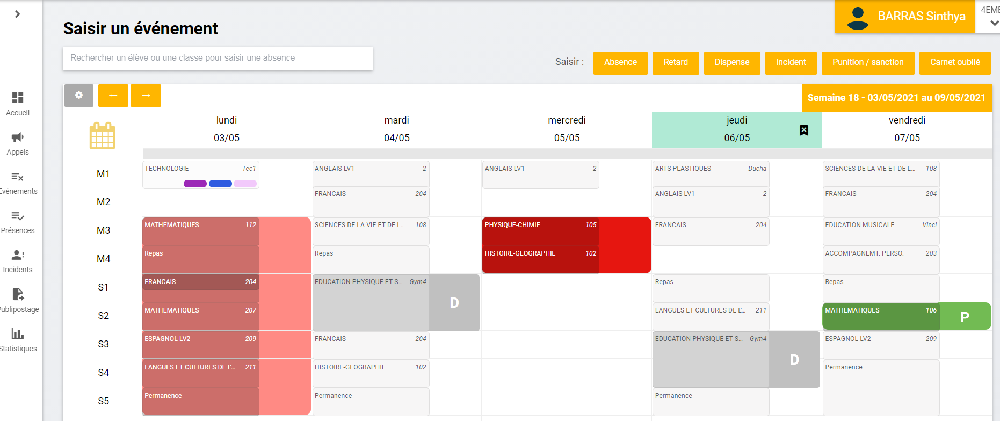 BARRAS Sinthya
4EME
Saisir un événement
Rechercher un élève ou une classe pour saisir une absence
Saisir :
Absence
Retard
Dispense
Incident
Punition / sanction
Carnet oublié
Semaine 18 - 03/05/2021 au 09/05/2021
Accueil
Appels
Evénements
Présences
Incidents
Publipostage
Statistiques
lundi
03/05
mardi
04/05
mercredi
05/05
jeudi
06/05
vendredi
07/05
M1
TECHNOLOGIE Tec1
ANGLAIS LV1 2
ANGLAIS LV1 2
ARTS PLASTIQUES Ducha
SCIENCES DE LA VIE ET DE L... 108
M2
FRANCAIS 204
ANGLAIS LV1 2
FRANCAIS 204
M3
MATHEMATIQUES 112
SCIENCES DE LA VIE ET DE L... 108
PHYSIQUE-CHIMIE 105
FRANCAIS 204
EDUCATION MUSICALE Vinci
M4
Repas
Repas
HISTOIRE-GEOGRAPHIE 102
ACCOMPAGNEMT. PERSO. 203
S1
FRANCAIS 204
EDUCATION PHYSIQUE ET S... Gym4
D
Repas
Repas
S2
MATHEMATIQUES 207
LANGUES ET CULTURES DE L'... 211
MATHEMATIQUES 106
P
S3
ESPAGNOL LV2 209
FRANCAIS 204
EDUCATION PHYSIQUE ET S... Gym4
D
ESPAGNOL LV2 209
S4
LANGUES ET CULTURES DE L'... 211
HISTOIRE-GEOGRAPHIE 102
Permanence
S5
Permanence
Permanence
Permanence